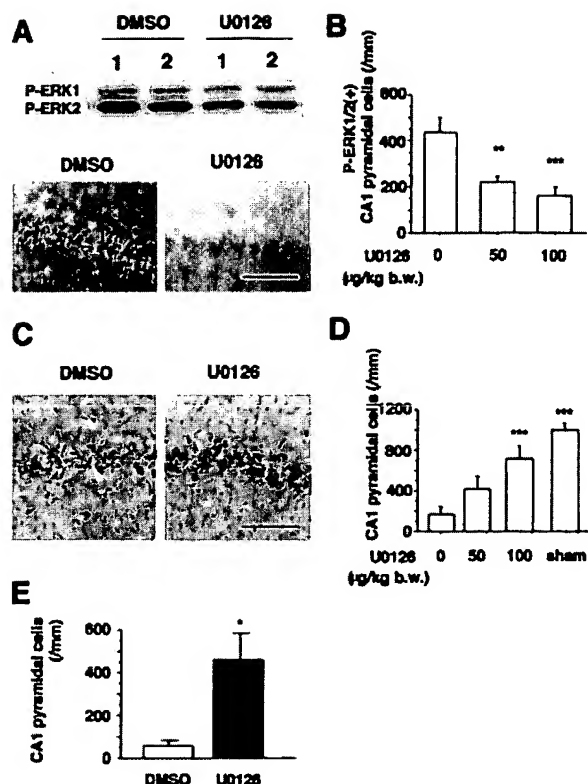 A
DMSO U0126
1 2 1 2
P-ERK1
P-ERK2
DMSO U0126
B
P-ERK1/2(+)
CA1 pyramidal cells (/mm)
600
400
200
0
** ***
U0126 0 50 100
(μg/kg b.w.)
C
DMSO U0126
D
CA1 pyramidal cells (/mm)
1200
800
400
0
*** ***
U0126 0 50 100 sham
(μg/kg b.w.)
E
CA1 pyramidal cells
(/mm)
600
400
200
0
*
DMSO U0126